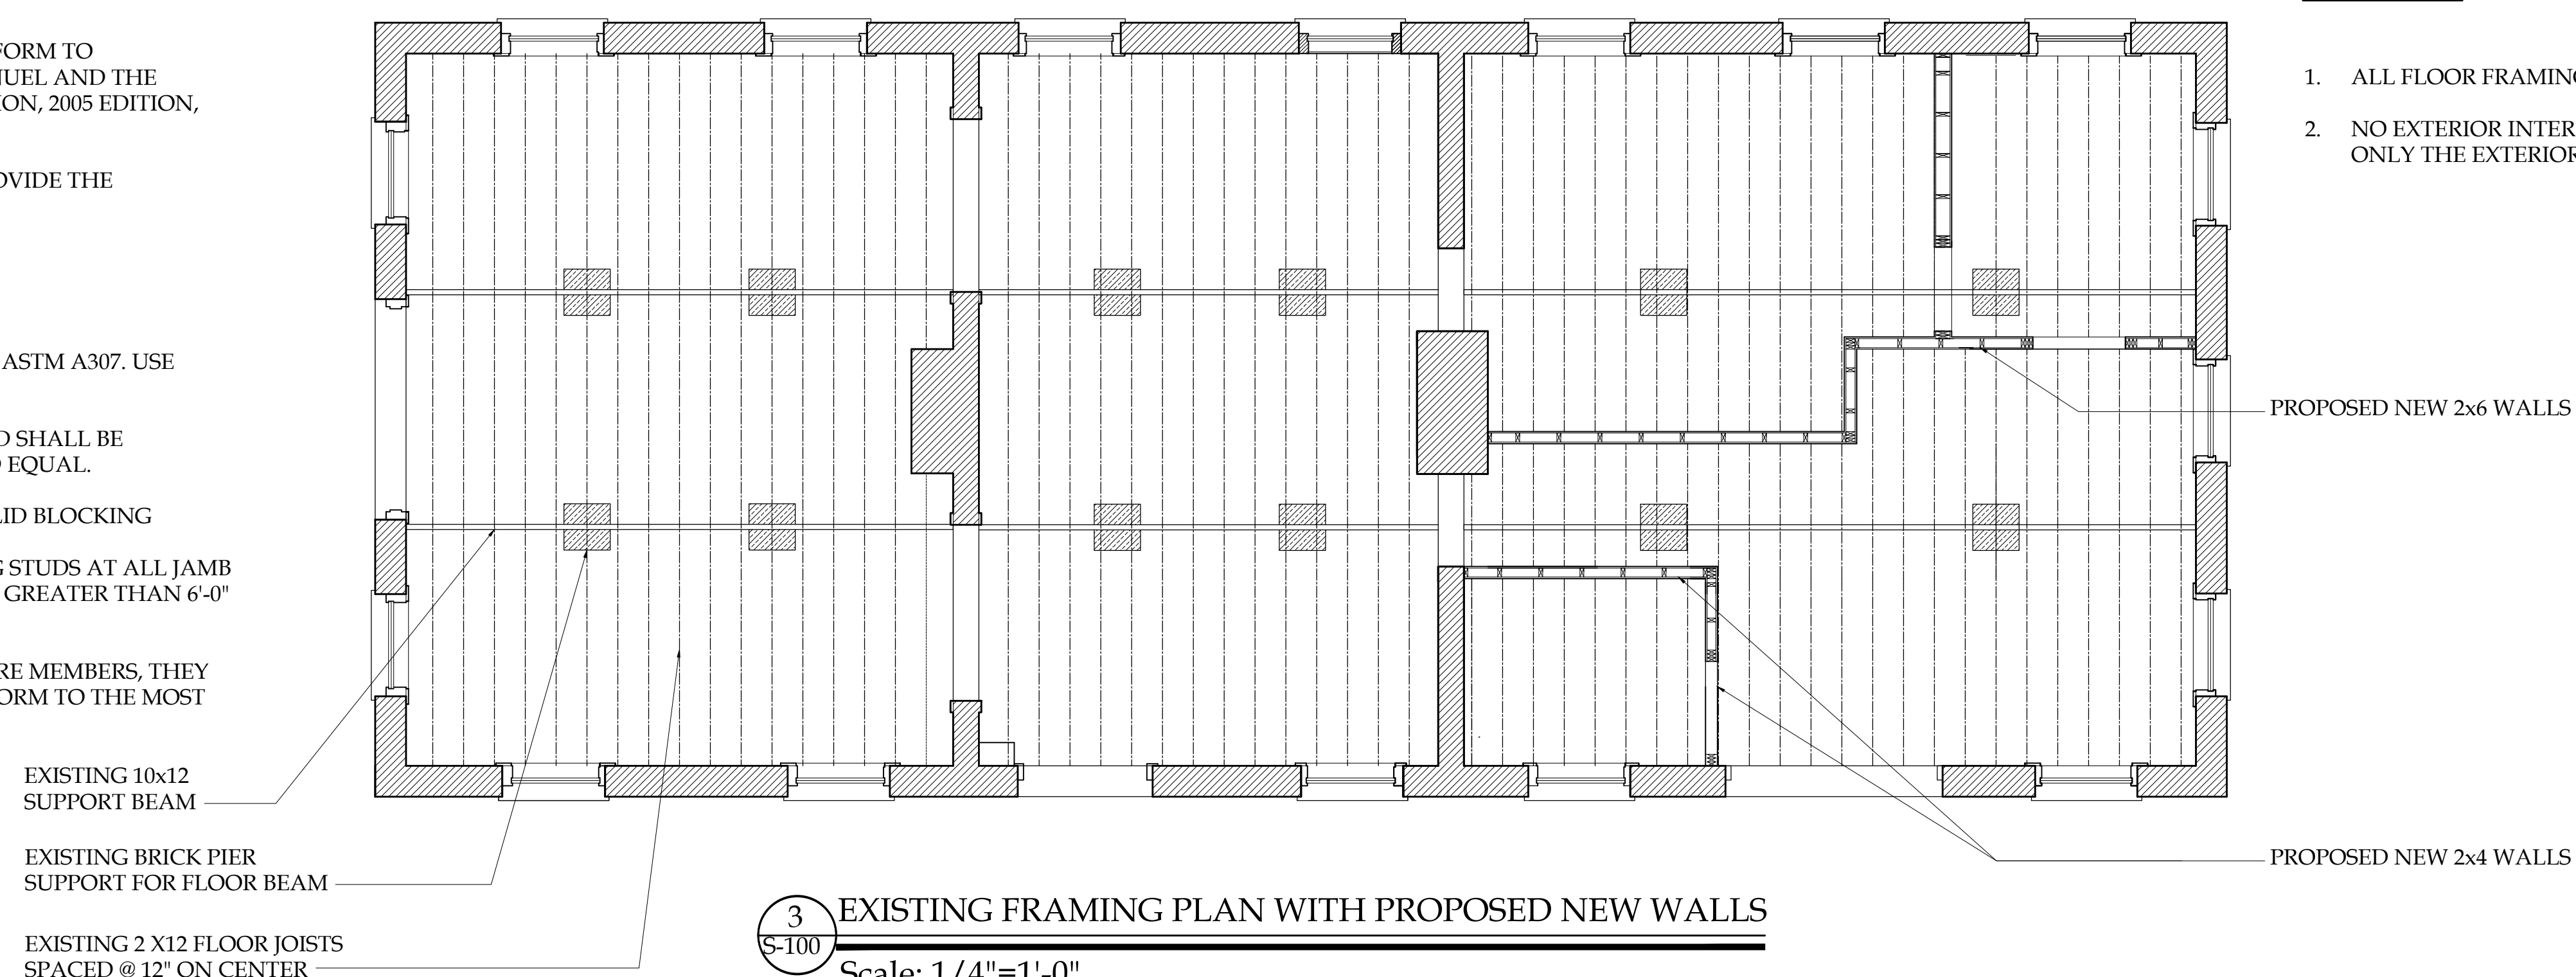 FORM TO
NUEL AND THE
ION, 2005 EDITION,
OVIDE THE
ASTM A307. USE
D SHALL BE
EQUAL.
LID BLOCKING
G STUDS AT ALL JAMB
GREATER THAN 6'-0"
RE MEMBERS, THEY
ORM TO THE MOST
EXISTING 10x12
SUPPORT BEAM
EXISTING BRICK PIER
SUPPORT FOR FLOOR BEAM
EXISTING 2 X12 FLOOR JOISTS
SPACED @ 12" ON CENTER
3
S-100
EXISTING FRAMING PLAN WITH PROPOSED NEW WALLS
Scale: 1/4"=1'-0"
1. ALL FLOOR FRAMING
2. NO EXTERIOR INTER
ONLY THE EXTERIOR
PROPOSED NEW 2x6 WALLS
PROPOSED NEW 2x4 WALLS